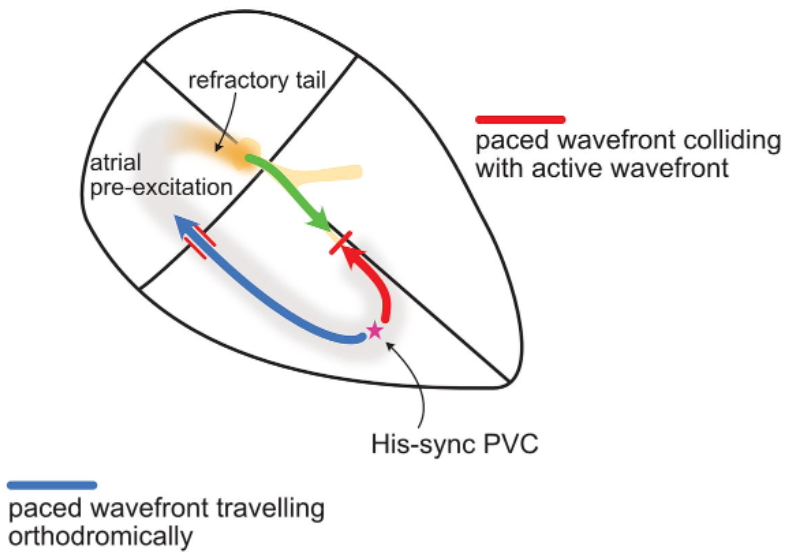 refractory tail
atrial
pre-excitation
paced wavefront colliding
with active wavefront
His-sync PVC
paced wavefront travelling
orthodromically